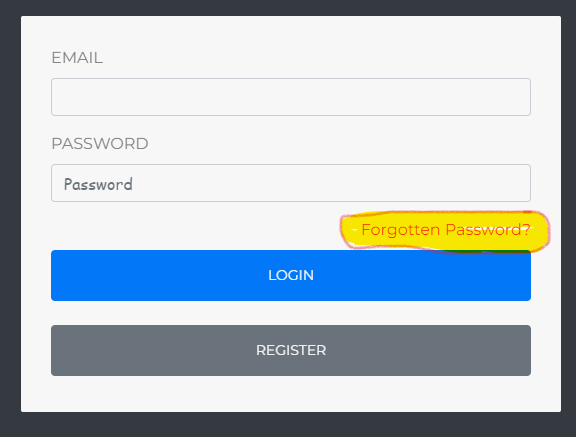 EMAIL
PASSWORD
Password
Forgotten Password?
LOGIN
REGISTER